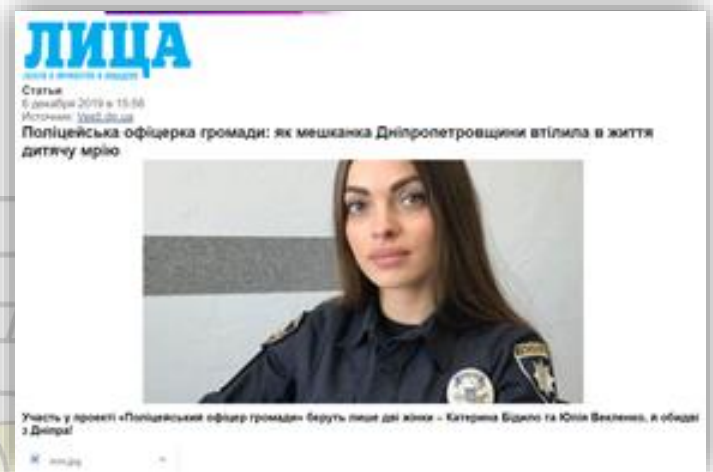 ЛИЦА
Статьи
6 декабря 2019 в 15:56
Источник: Vesti.dp.ua
Поліцейська офіцерка громади: як мешканка Дніпропетровщини втілила в життя
дитячу мрію
Участь у проекті «Поліцейський офіцер громади» беруть лише дві жінки – Катерина Бідило та Юлія Векленко, й обидві
з Дніпра!